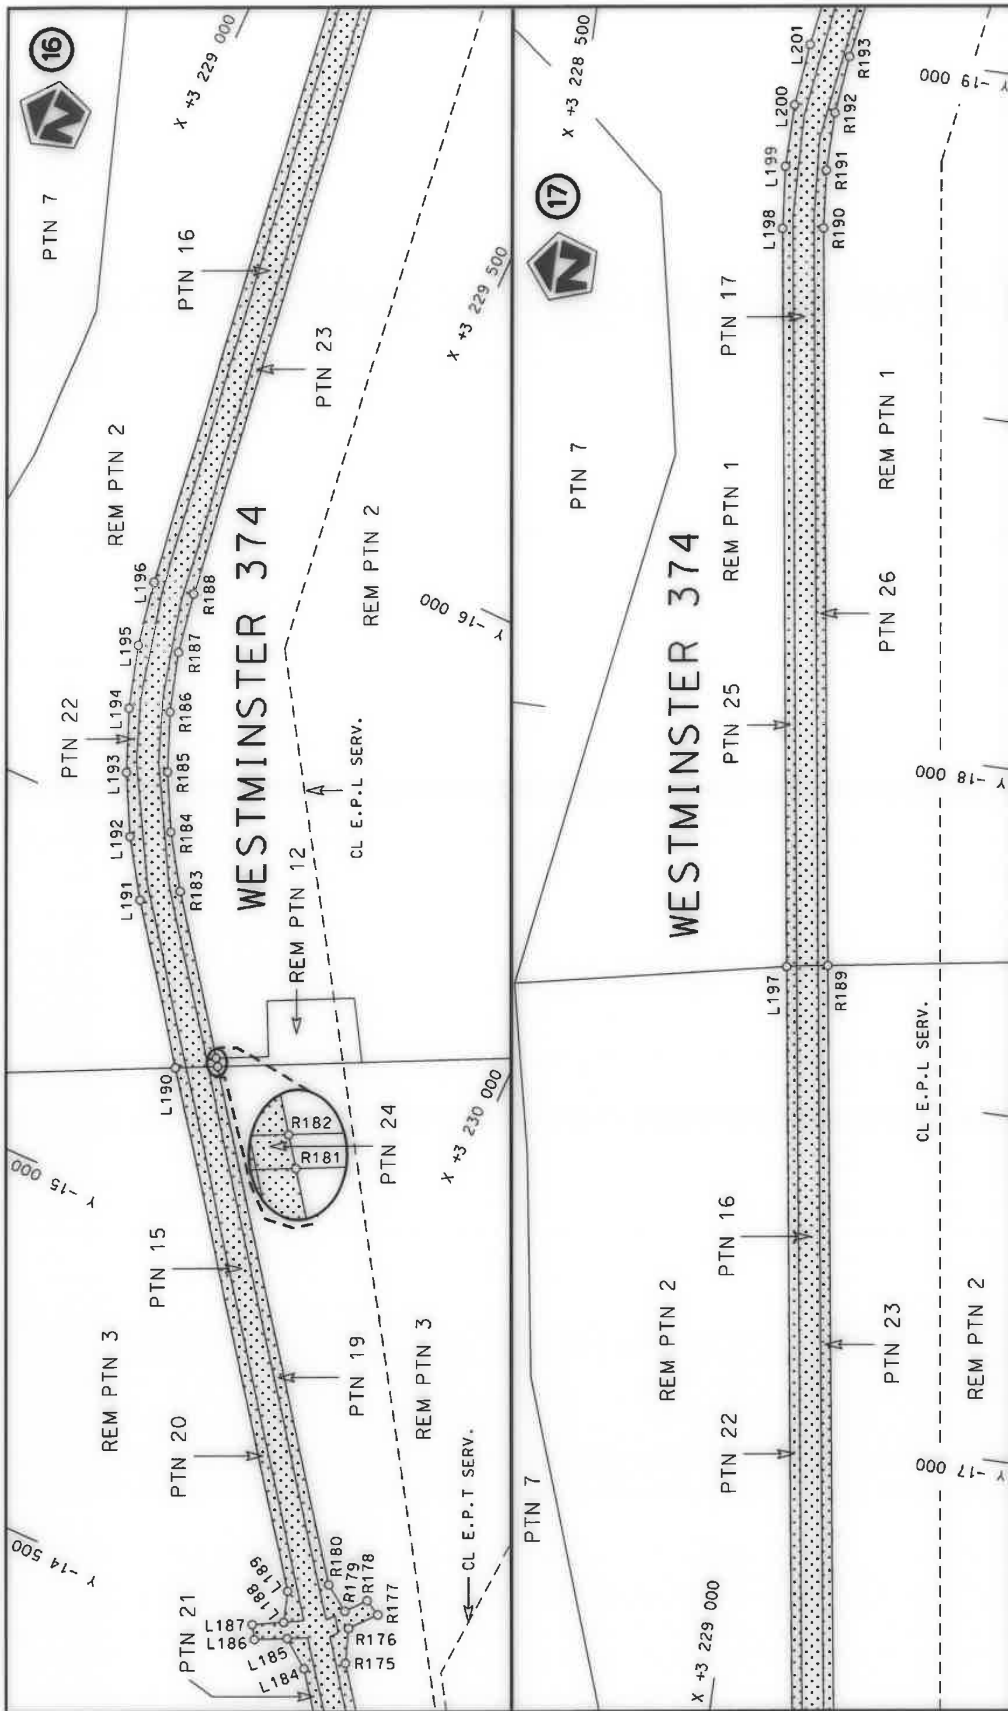 16
N
X +3 229 000
PTN 7
PTN 16
X +3 229 500
PTN 23
REM PTN 2
L196
R188
L195
R187
L194
R186
PTN 22
L193
R185
L192
R184
L191
R183
WESTMINSTER 374
REM PTN 2
Y -16 000
CL E.P.L SERV.
REM PTN 12
L190
R182
R181
PTN 24
X +3 230 000
Y -15 000
PTN 15
REM PTN 3
PTN 19
REM PTN 3
PTN 20
CL E.P.T SERV.
Y -14 500
L189
L188
L187
L186
L185
L184
R180
R179
R178
R177
R176
R175
PTN 21
17
N
X +3 228 500
L201
R193
L200
R192
L199
R191
L198
R190
Y -19 000
PTN 17
PTN 7
REM PTN 1
REM PTN 1
WESTMINSTER 374
PTN 26
PTN 25
Y -18 000
L197
R189
CL E.P.L SERV.
PTN 16
REM PTN 2
PTN 23
REM PTN 2
PTN 22
PTN 7
Y -17 000
X +3 229 000